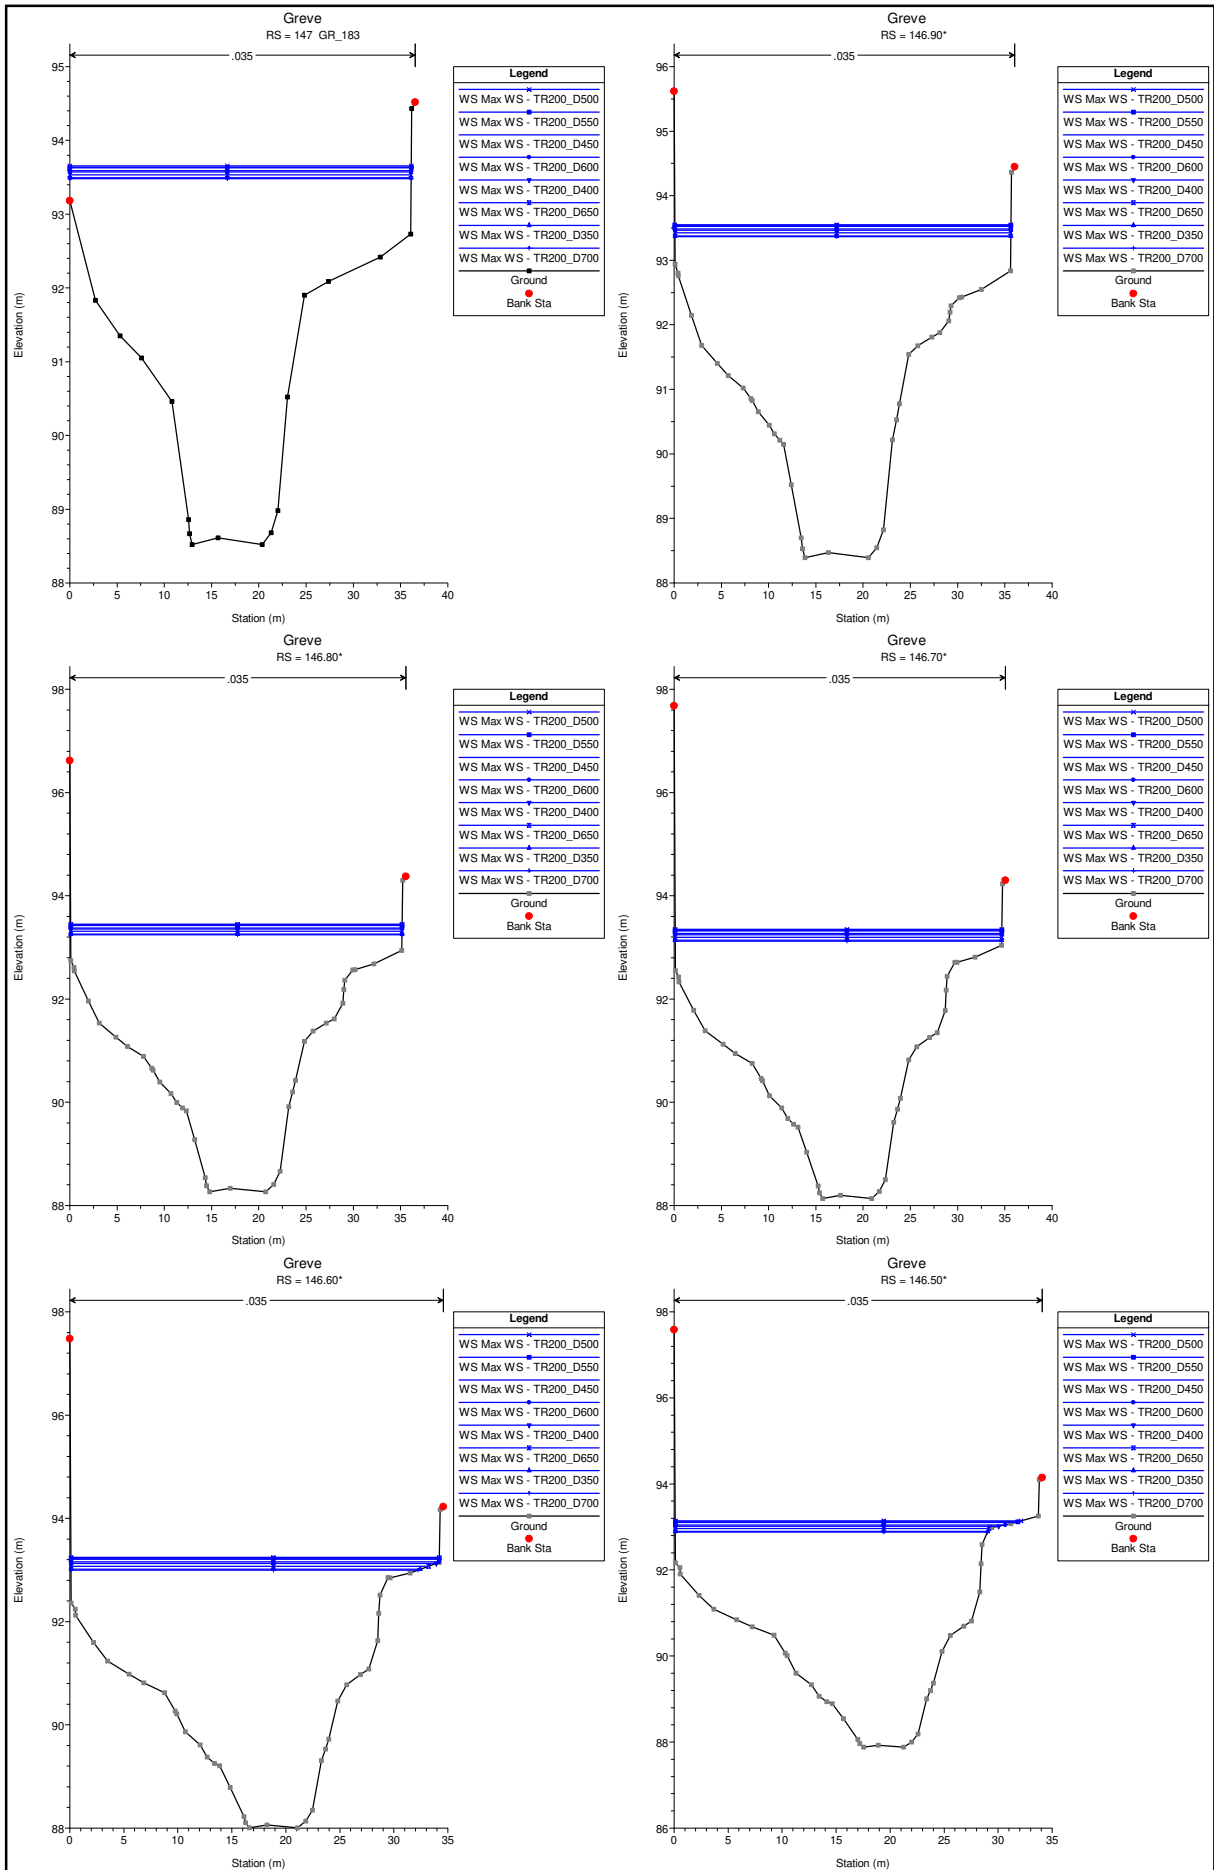 Greve
RS = 147 GR_183
.035
95
94
93
92
91
90
89
88
0 5 10 15 20 25 30 35 40
Station (m)
Elevation (m)
Legend
WS Max WS - TR200_D500
WS Max WS - TR200_D550
WS Max WS - TR200_D450
WS Max WS - TR200_D600
WS Max WS - TR200_D400
WS Max WS - TR200_D650
WS Max WS - TR200_D350
WS Max WS - TR200_D700
Ground
Bank Sta
Greve
RS = 146.90*
.035
96
95
94
93
92
91
90
89
88
0 5 10 15 20 25 30 35 40
Station (m)
Elevation (m)
Legend
WS Max WS - TR200_D500
WS Max WS - TR200_D550
WS Max WS - TR200_D450
WS Max WS - TR200_D600
WS Max WS - TR200_D400
WS Max WS - TR200_D650
WS Max WS - TR200_D350
WS Max WS - TR200_D700
Ground
Bank Sta
Greve
RS = 146.80*
.035
98
96
94
92
90
88
0 5 10 15 20 25 30 35 40
Station (m)
Elevation (m)
Legend
WS Max WS - TR200_D500
WS Max WS - TR200_D550
WS Max WS - TR200_D450
WS Max WS - TR200_D600
WS Max WS - TR200_D400
WS Max WS - TR200_D650
WS Max WS - TR200_D350
WS Max WS - TR200_D700
Ground
Bank Sta
Greve
RS = 146.70*
.035
98
96
94
92
90
88
0 5 10 15 20 25 30 35 40
Station (m)
Elevation (m)
Legend
WS Max WS - TR200_D500
WS Max WS - TR200_D550
WS Max WS - TR200_D450
WS Max WS - TR200_D600
WS Max WS - TR200_D400
WS Max WS - TR200_D650
WS Max WS - TR200_D350
WS Max WS - TR200_D700
Ground
Bank Sta
Greve
RS = 146.60*
.035
98
96
94
92
90
88
0 5 10 15 20 25 30 35
Station (m)
Elevation (m)
Legend
WS Max WS - TR200_D500
WS Max WS - TR200_D550
WS Max WS - TR200_D450
WS Max WS - TR200_D600
WS Max WS - TR200_D400
WS Max WS - TR200_D650
WS Max WS - TR200_D350
WS Max WS - TR200_D700
Ground
Bank Sta
Greve
RS = 146.50*
.035
98
96
94
92
90
88
86
0 5 10 15 20 25 30 35
Station (m)
Elevation (m)
Legend
WS Max WS - TR200_D500
WS Max WS - TR200_D550
WS Max WS - TR200_D450
WS Max WS - TR200_D600
WS Max WS - TR200_D400
WS Max WS - TR200_D650
WS Max WS - TR200_D350
WS Max WS - TR200_D700
Ground
Bank Sta